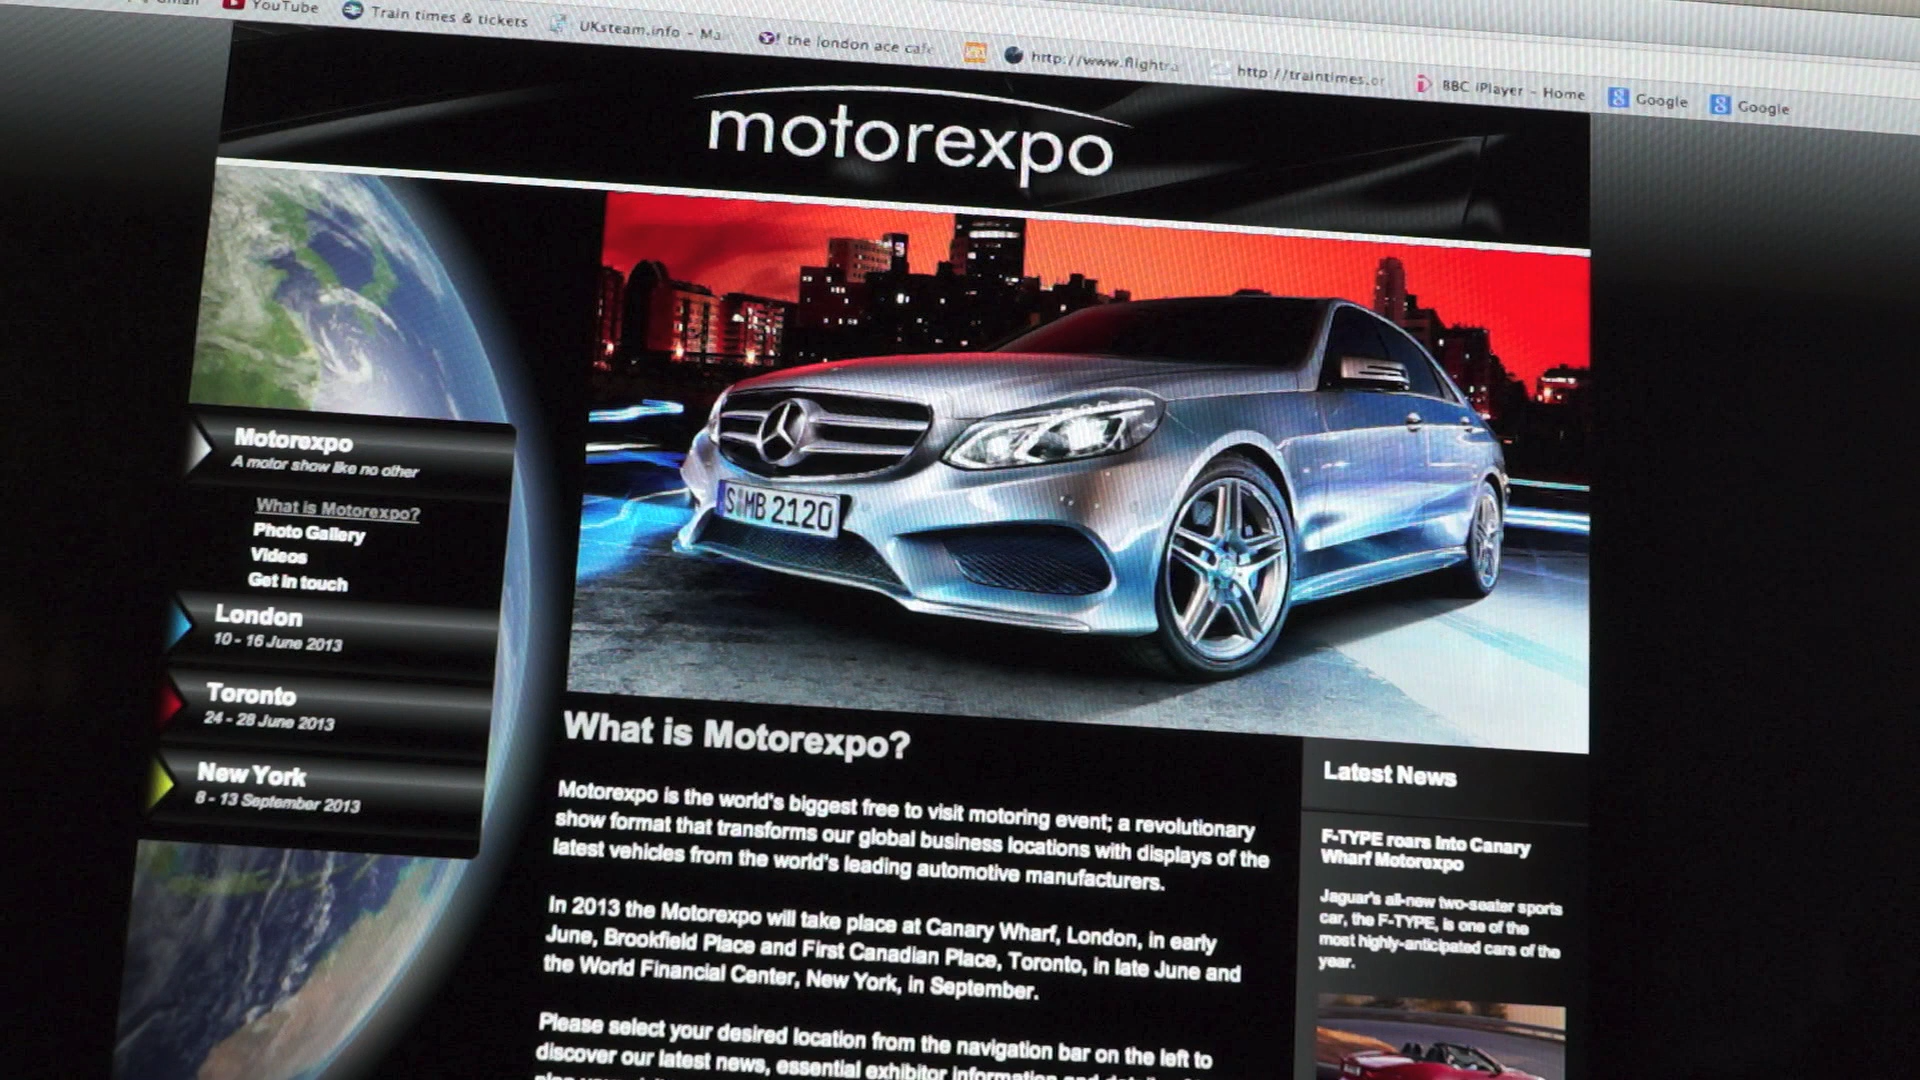 YouTube
Train times & tickets
UKsteam.info - Ma
the london ace cafe
http://www.flightra
http://traintimes.or
BBC iPlayer - Home
Google
Google
motorexpo
S MB 2120
Motorexpo
A motor show like no other
What is Motorexpo?
Photo Gallery
Videos
Get in touch
London
10 - 16 June 2013
Toronto
24 - 28 June 2013
New York
8 - 13 September 2013
What is Motorexpo?
Motorexpo is the world's biggest free to visit motoring event; a revolutionary
show format that transforms our global business locations with displays of the
latest vehicles from the world's leading automotive manufacturers.
In 2013 the Motorexpo will take place at Canary Wharf, London, in early
June, Brookfield Place and First Canadian Place, Toronto, in late June and
the World Financial Center, New York, in September.
Please select your desired location from the navigation bar on the left to
discover our latest news, essential exhibitor information and
Latest News
F-TYPE roars into Canary
Wharf Motorexpo
Jaguar's all-new two-seater sports
car, the F-TYPE, is one of the
most highly-anticipated cars of the
year.